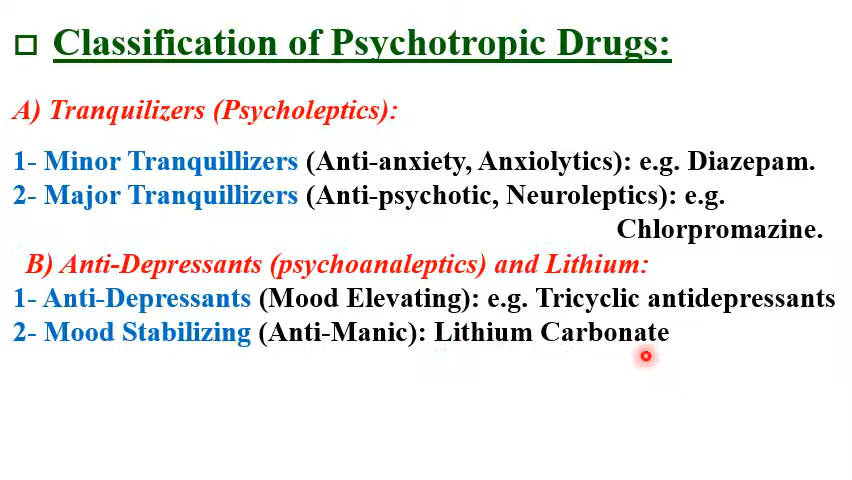 Classification of Psychotropic Drugs:
A) Tranquilizers (Psycholeptics):
1- Minor Tranquillizers (Anti-anxiety, Anxiolytics): e.g. Diazepam.
2- Major Tranquillizers (Anti-psychotic, Neuroleptics): e.g.
Chlorpromazine.
B) Anti-Depressants (psychoanaleptics) and Lithium:
1- Anti-Depressants (Mood Elevating): e.g. Tricyclic antidepressants
2- Mood Stabilizing (Anti-Manic): Lithium Carbonate